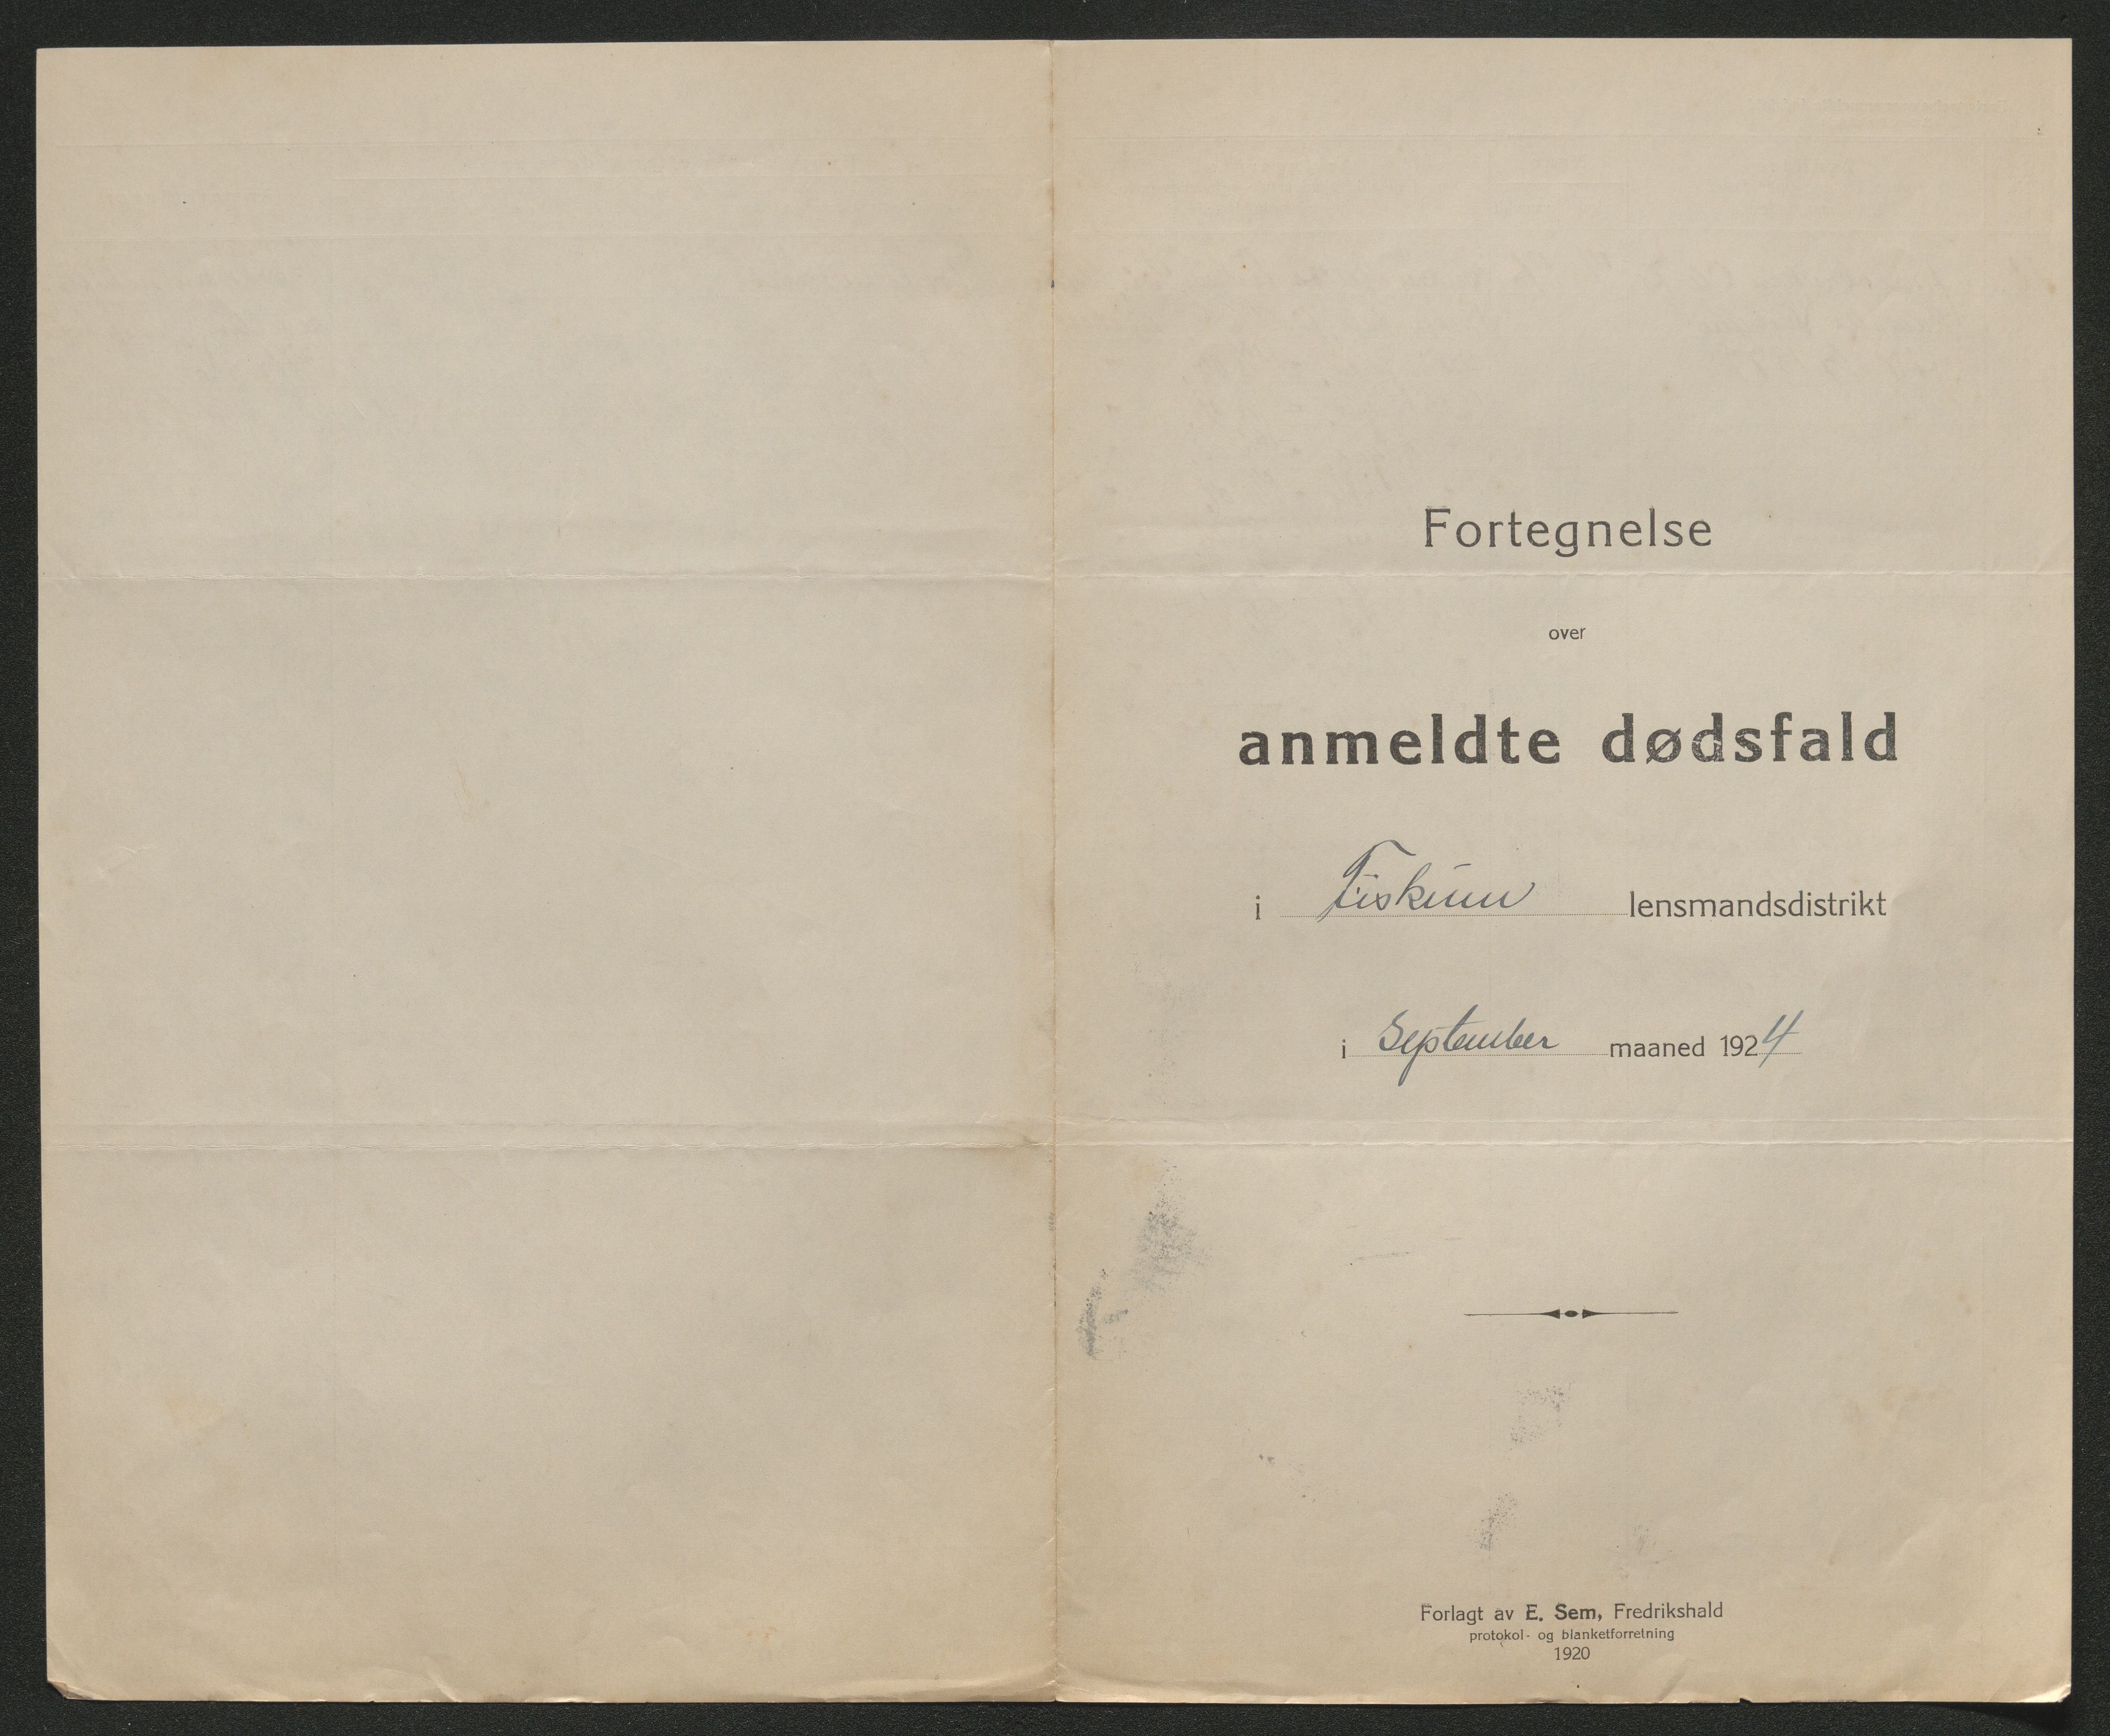 Fortegnelse
over
anmeldte dødsfald
i Fiskum lensmandsdistrikt
i September maaned 1924
Forlagt av E. Sem, Fredrikshald
protokol- og blanketforretning
1920